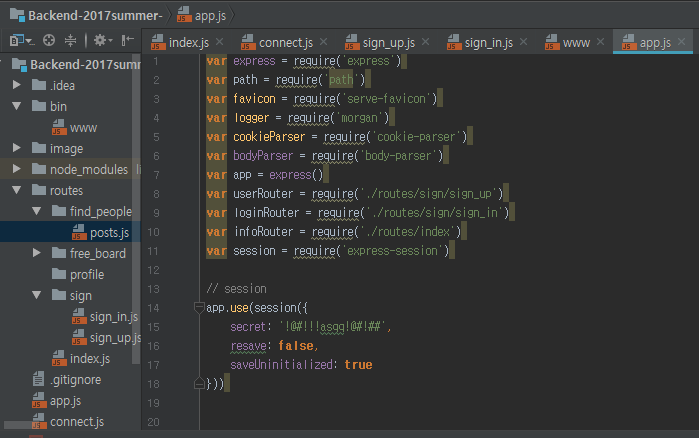 Backend-2017summer- app.js
index.js connect.js sign_up.js sign_in.js www app.js
Backend-2017summ
.idea
bin
www
image
node_modules
routes
find_people
posts.js
free_board
profile
sign
sign_in.js
sign_up.js
index.js
.gitignore
app.js
connect.js
1 var express = require('express')
2 var path = require('path')
3 var favicon = require('serve-favicon')
4 var logger = require('morgan')
5 var cookieParser = require('cookie-parser')
6 var bodyParser = require('body-parser')
7 var app = express()
8 var userRouter = require('./routes/sign/sign_up')
9 var loginRouter = require('./routes/sign/sign_in')
10 var infoRouter = require('./routes/index')
11 var session = require('express-session')
12
13 // session
14 app.use(session({
15 secret: '!@#!!!asqq!@#!##',
16 resave: false,
17 saveUninitialized: true
18 }))
19
20